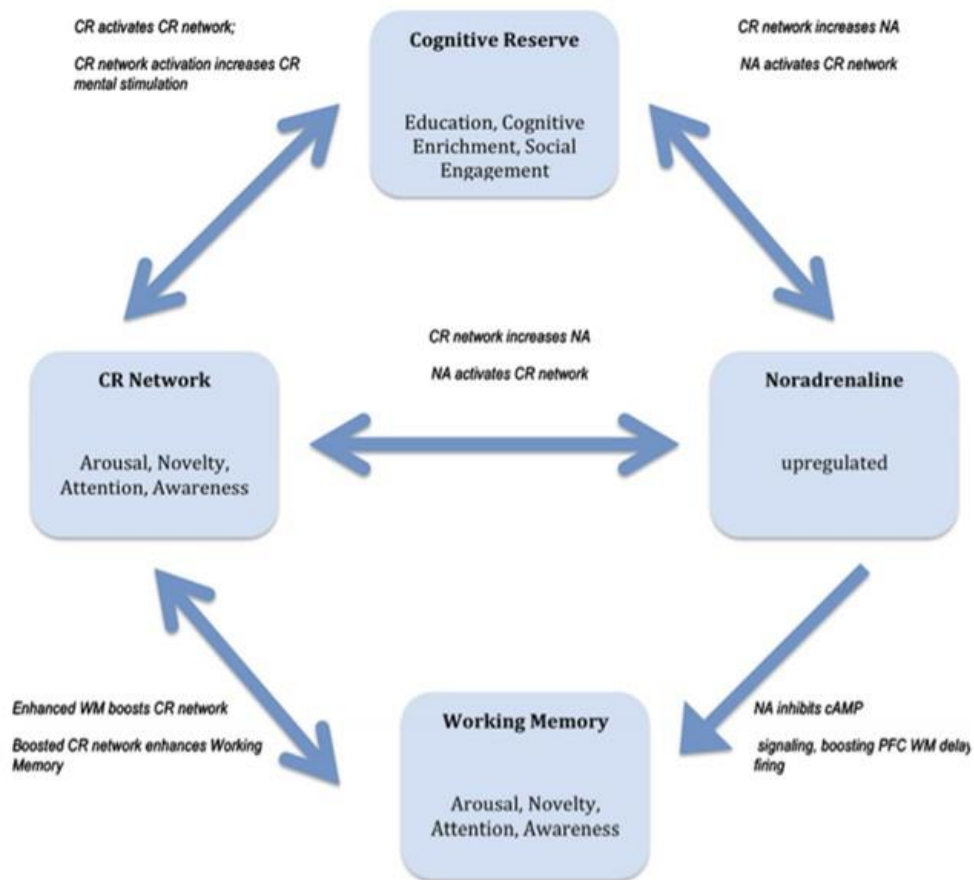 CR activates CR network;
CR network activation increases CR
mental stimulation
Cognitive Reserve
Education, Cognitive
Enrichment, Social
Engagement
CR network increases NA
NA activates CR network
CR network increases NA
NA activates CR network
CR Network
Arousal, Novelty,
Attention, Awareness
Noradrenaline
upregulated
Enhanced WM boosts CR network
Boosted CR network enhances Working
Memory
Working Memory
Arousal, Novelty,
Attention, Awareness
NA inhibits cAMP
signaling, boosting PFC WM delay
firing